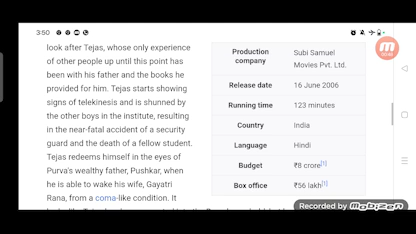 3:50
look after Tejas, whose only experience
of other people up until this point has
been with his father and the books he
provided for him. Tejas starts showing
signs of telekinesis and is shunned by
the other boys in the institute, resulting
in the near-fatal accident of a security
guard and the death of a fellow student.
Tejas redeems himself in the eyes of
Purva's wealthy father, Pushkar, when
he is able to wake his wife, Gayatri
Rana, from a coma-like condition. It
Production company Subi Samuel Movies Pvt. Ltd.
Release date 16 June 2006
Running time 123 minutes
Country India
Language Hindi
Budget ₹8 crore[1]
Box office ₹56 lakh[1]
Recorded by Mobizen